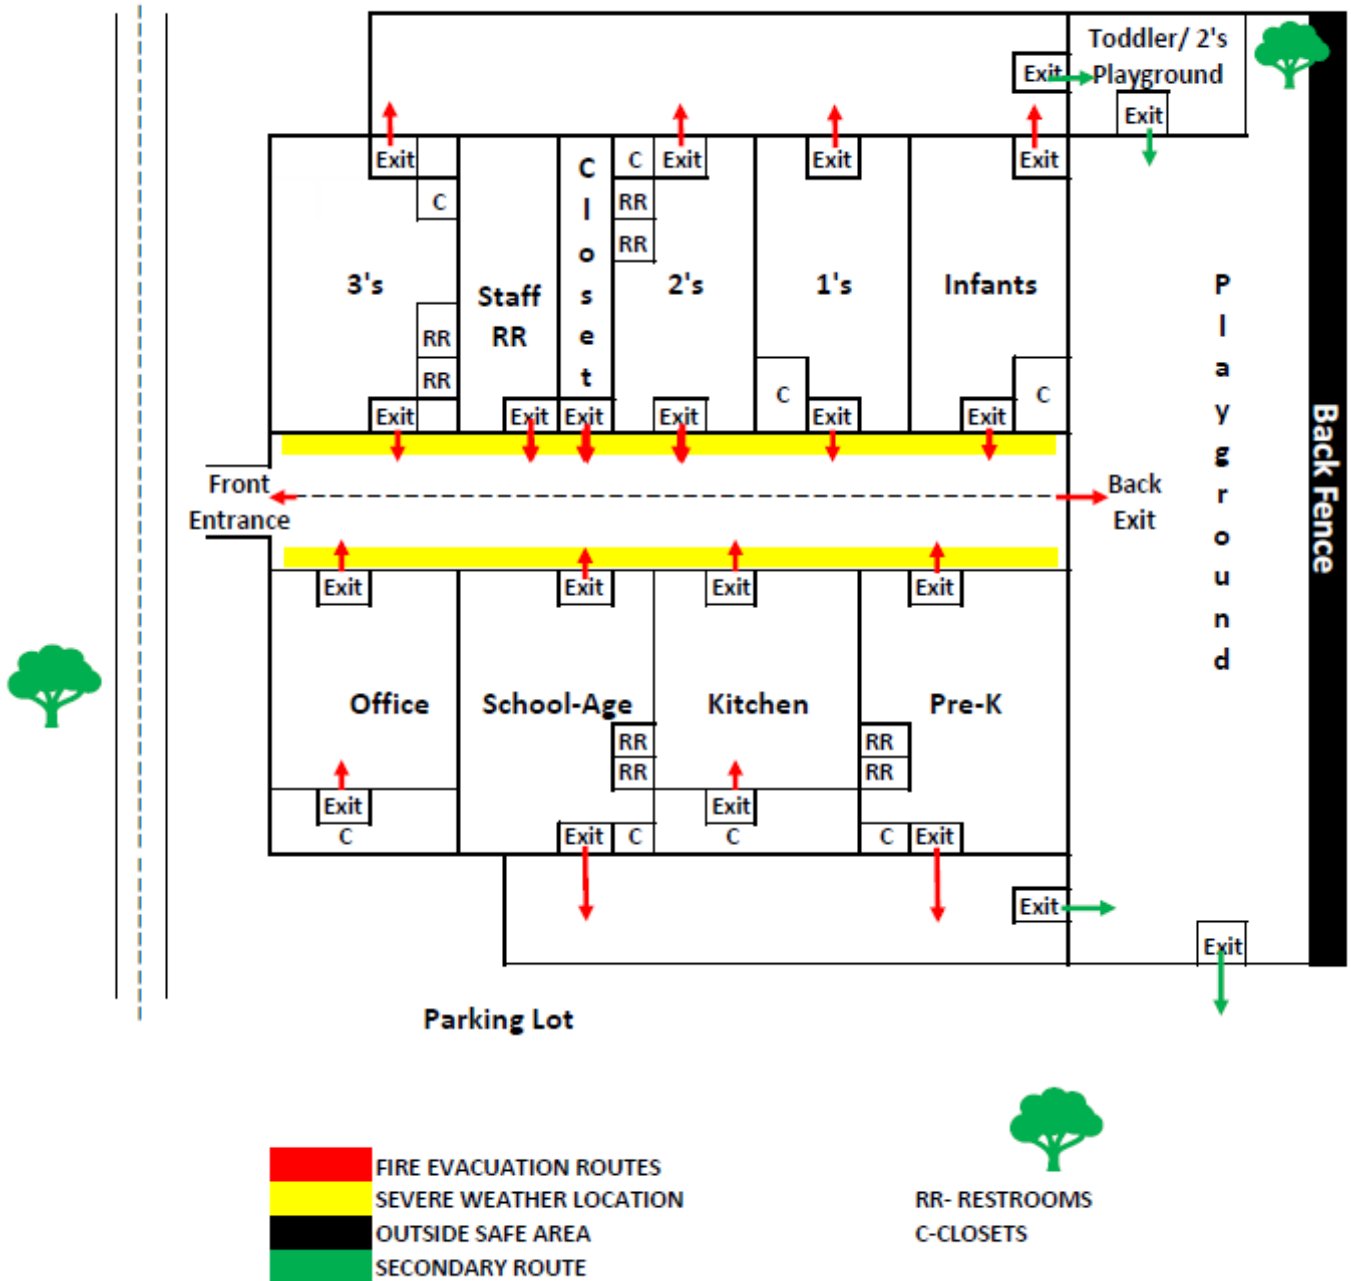 Toddler/ 2's
Playground
Exit
Exit
Exit
C
Exit
Exit
Exit
C
RR
RR
Closet
3's
Staff
RR
2's
1's
Infants
RR
RR
C
C
Exit
Exit
Exit
Exit
Exit
Exit
Playground
Back Fence
Front
Entrance
Back
Exit
Exit
Exit
Exit
Exit
Office
School-Age
Kitchen
Pre-K
RR
RR
RR
RR
Exit
C
Exit
C
Exit
C
C
Exit
Exit
Exit
Parking Lot
FIRE EVACUATION ROUTES
SEVERE WEATHER LOCATION
OUTSIDE SAFE AREA
SECONDARY ROUTE
RR- RESTROOMS
C-CLOSETS